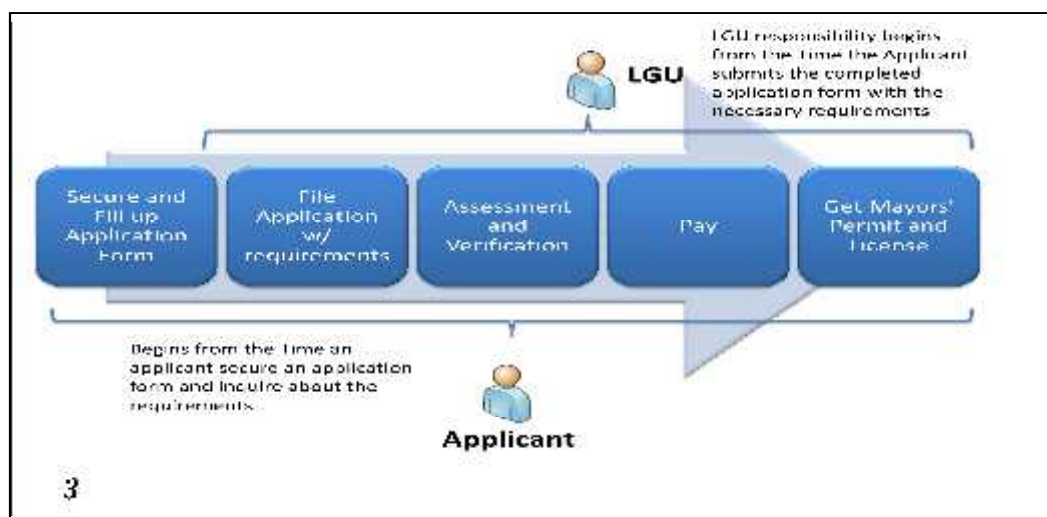 LGU responsibility begins
from the Time the Applicant
submits the completed
application form with the
necessary requirements
LGU
Secure and
Fill up
Application
Form
File
Application
w/
requirements
Assessment
and
Verification
Pay
Get Mayors'
Permit and
License
Begins from the Time an
applicant secure an application
form and inquire about the
requirements
Applicant
3